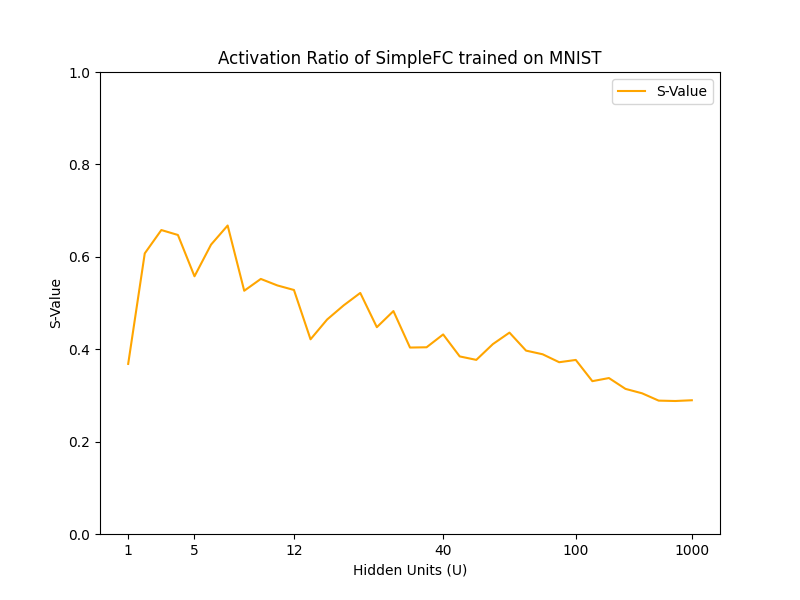 Activation Ratio of SimpleFC trained on MNIST
S-Value
1.0
0.8
0.6
0.4
0.2
0.0
S-Value
1 5 12 40 100 1000
Hidden Units (U)